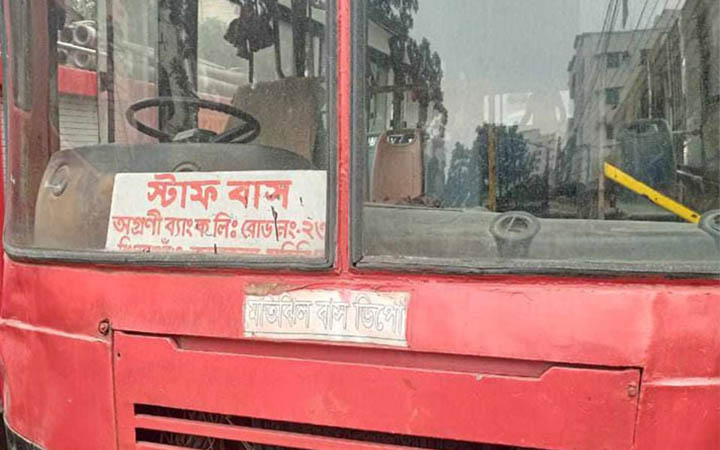 স্টাফ বাস
অগ্রণী ব্যাংক লিঃ রোড নং-২৩
মতিঝিল বাস ডিপো